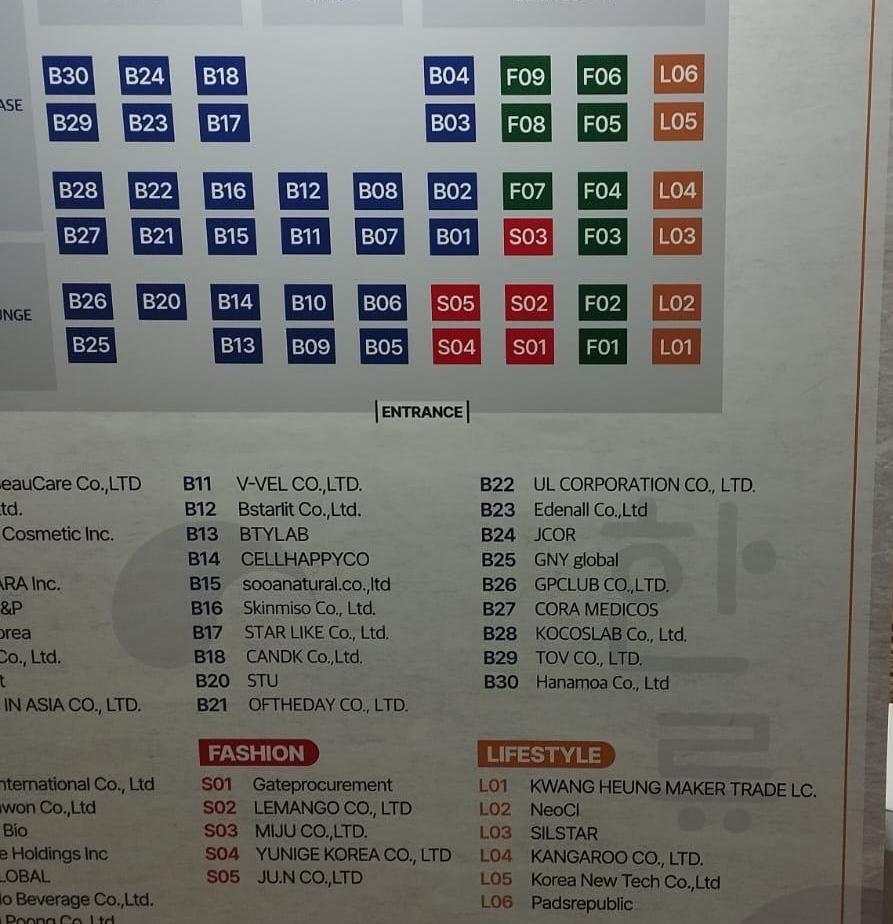 B30 B24 B18 B04 F09 F06 L06
B29 B23 B17 B03 F08 F05 L05
B28 B22 B16 B12 B08 B02 F07 F04 L04
B27 B21 B15 B11 B07 B01 S03 F03 L03
B26 B20 B14 B10 B06 S05 S02 F02 L02
B25 B13 B09 B05 S04 S01 F01 L01
ENTRANCE
Co.,LTD
Cosmetic Inc.
Inc.
Co., Ltd.
IN ASIA CO., LTD.
B11 V-VEL CO.,LTD.
B12 Bstarlit Co.,Ltd.
B13 BTYLAB
B14 CELLHAPPYCO
B15 sooanatural.co.,ltd
B16 Skinmiso Co., Ltd.
B17 STAR LIKE Co., Ltd.
B18 CANDK Co.,Ltd.
B20 STU
B21 OFTHEDAY CO., LTD.
B22 UL CORPORATION CO., LTD.
B23 Edenall Co.,Ltd
B24 JCOR
B25 GNY global
B26 GPCLUB CO.,LTD.
B27 CORA MEDICOS
B28 KOCOSLAB Co., Ltd.
B29 TOV CO., LTD.
B30 Hanamoa Co., Ltd
Co., Ltd
Co.,Ltd
Bio
Holdings Inc
Beverage Co.,Ltd.
Poong Co. Ltd
FASHION
S01 Gateprocurement
S02 LEMANGO CO., LTD
S03 MIJU CO.,LTD.
S04 YUNIGE KOREA CO., LTD
S05 JU.N CO.,LTD
LIFESTYLE
L01 KWANG HEUNG MAKER TRADE LC.
L02 NeoCl
L03 SILSTAR
L04 KANGAROO CO., LTD.
L05 Korea New Tech Co.,Ltd
L06 Padsrepublic
한
류